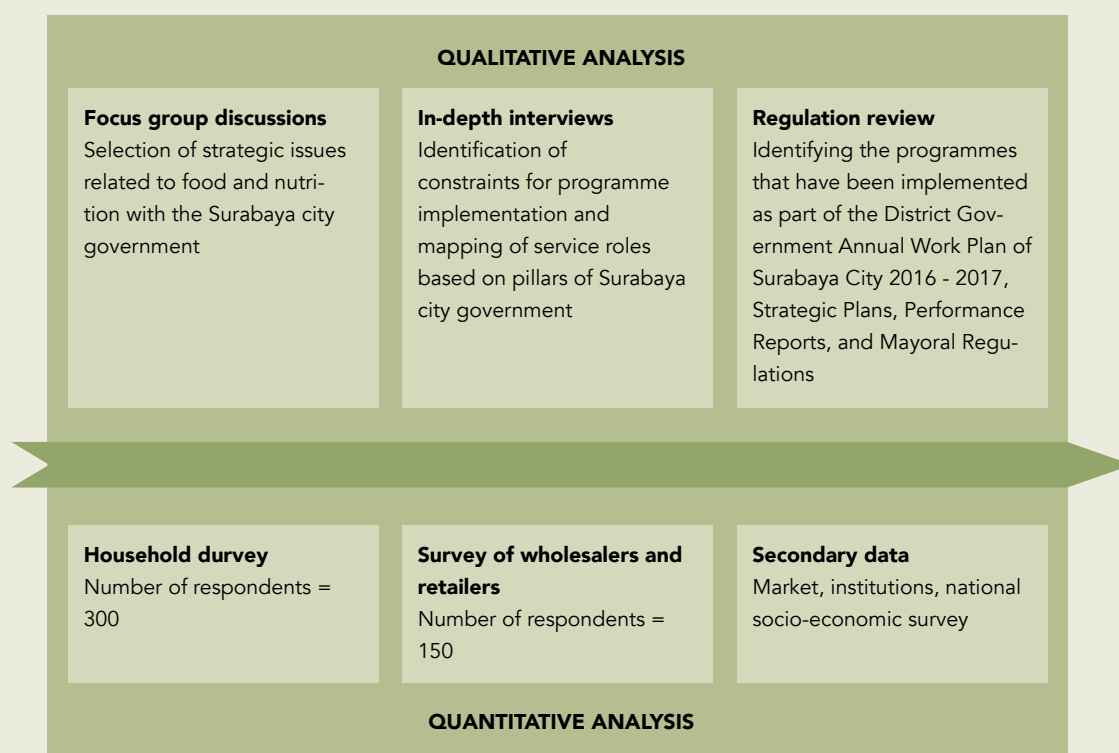 QUALITATIVE ANALYSIS
Focus group discussions
Selection of strategic issues
related to food and nutri-
tion with the Surabaya city
government
In-depth interviews
Identification of
constraints for programme
implementation and
mapping of service roles
based on pillars of Surabaya
city government
Regulation review
Identifying the programmes
that have been implemented
as part of the District Gov-
ernment Annual Work Plan of
Surabaya City 2016 - 2017,
Strategic Plans, Performance
Reports, and Mayoral Regu-
lations
Household durvey
Number of respondents =
300
Survey of wholesalers and
retailers
Number of respondents =
150
Secondary data
Market, institutions, national
socio-economic survey
QUANTITATIVE ANALYSIS